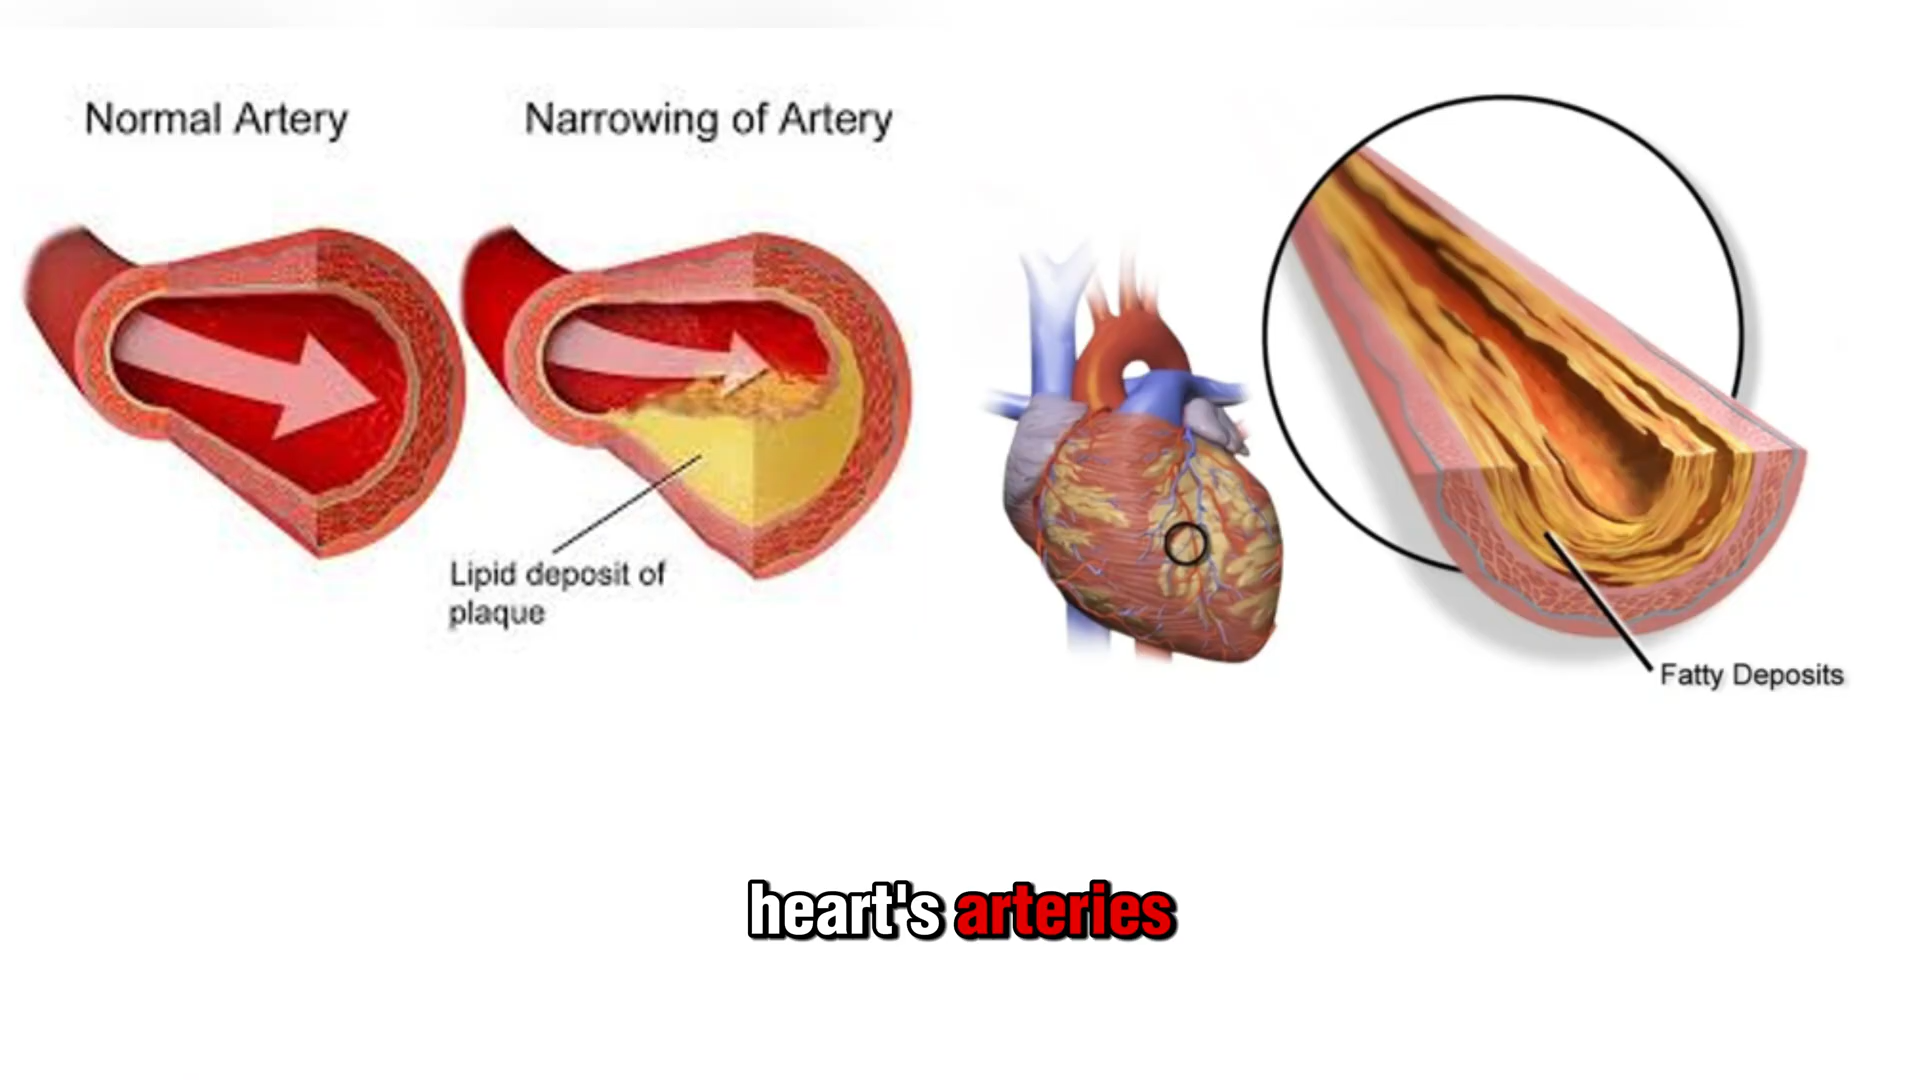 Normal Artery
Narrowing of Artery
Lipid deposit of
plaque
Fatty Deposits
heart's arteries